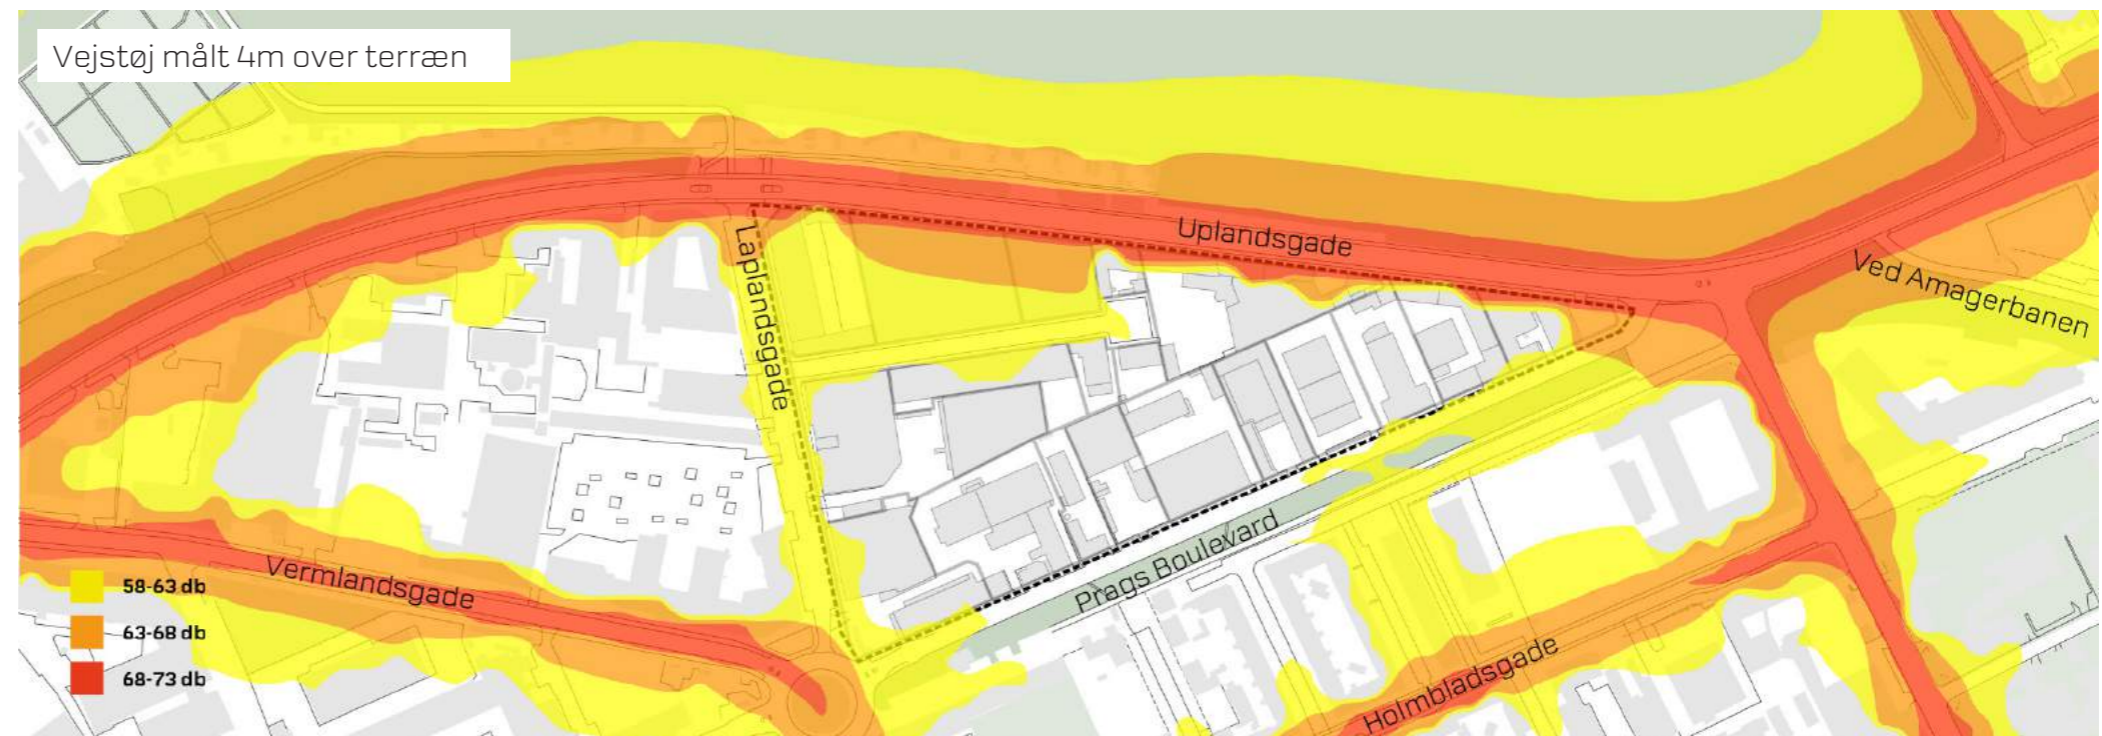 Vejstøj målt 4m over terræn
Uplandsgade
Laplandsgade
Ved Amagerbanen
Prags Boulevard
Vermlandsgade
Holmbladsgade
58-63 db
63-68 db
68-73 db